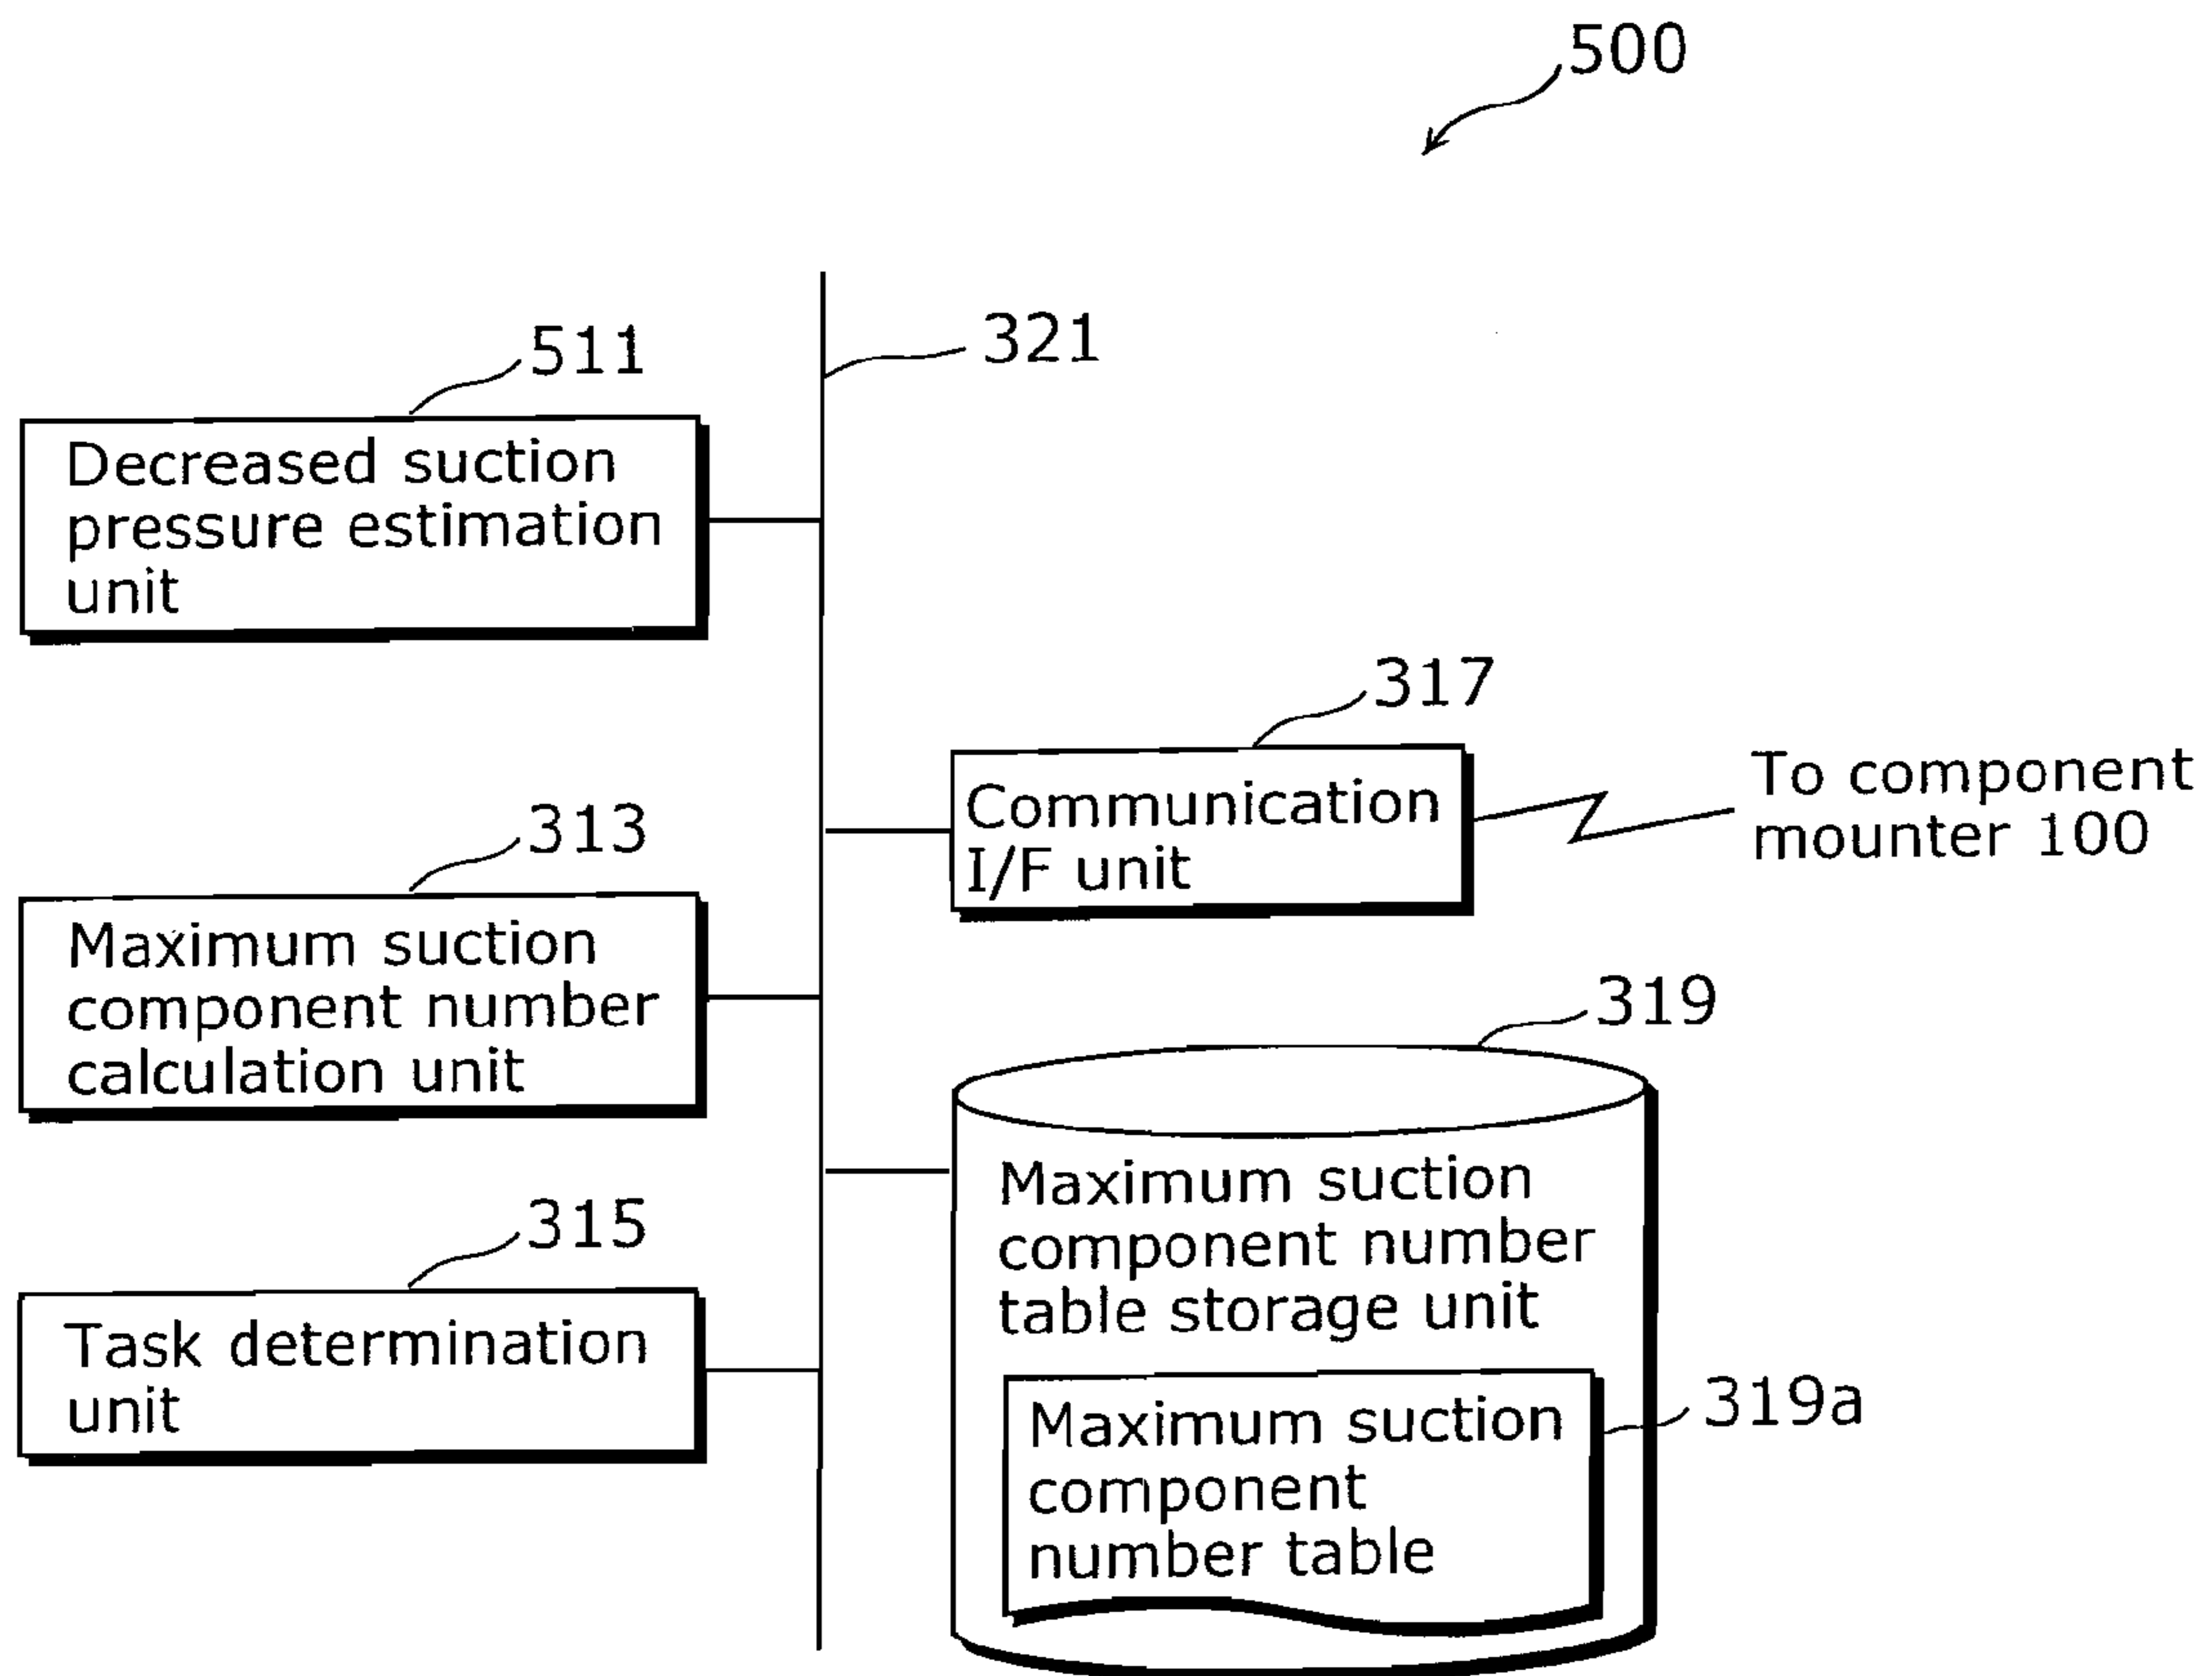 500
321
511
Decreased suction
pressure estimation
unit
317
Communication
I/F unit
To component
mounter 100
313
Maximum suction
component number
calculation unit
319
Maximum suction
component number
table storage unit
315
Task determination
unit
319a
Maximum suction
component
number table